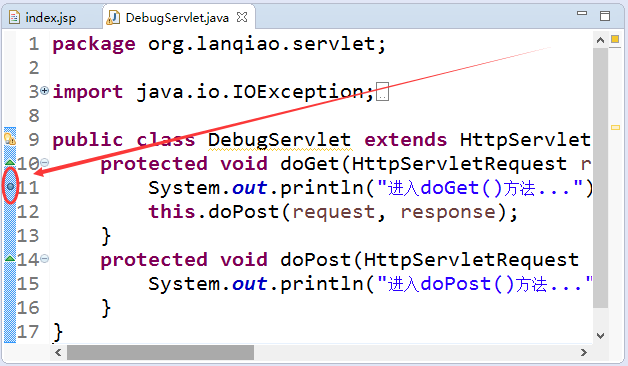 index.jsp DebugServlet.java
1 package org.lanqiao.servlet;
2
3 import java.io.IOException;
8
9 public class DebugServlet extends HttpServlet
10 protected void doGet(HttpServletRequest r
11 System.out.println("进入doGet()方法...")
12 this.doPost(request, response);
13 }
14 protected void doPost(HttpServletRequest
15 System.out.println("进入doPost()方法..."
16 }
17 }